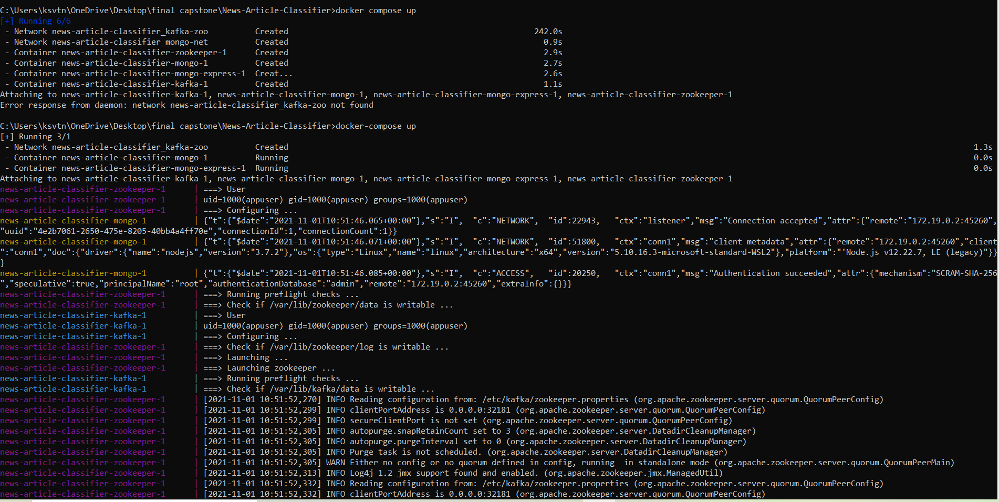 C:\Users\ksvtn\OneDrive\Desktop\final capstone\News-Article-Classifier>docker compose up
[+] Running 6/6
 - Network news-article-classifier_kafka-zoo          Created                                                    242.0s
 - Network news-article-classifier_mongo-net          Created                                                      0.9s
 - Container news-article-classifier-zookeeper-1      Created                                                      2.9s
 - Container news-article-classifier-mongo-1          Created                                                      2.7s
 - Container news-article-classifier-mongo-express-1  Creat...                                                     2.6s
 - Container news-article-classifier-kafka-1          Created                                                      1.1s
Attaching to news-article-classifier-kafka-1, news-article-classifier-mongo-1, news-article-classifier-mongo-express-1, news-article-classifier-zookeeper-1
Error response from daemon: network news-article-classifier_kafka-zoo not found
C:\Users\ksvtn\OneDrive\Desktop\final capstone\News-Article-Classifier>docker-compose up
[+] Running 3/1
 - Network news-article-classifier_kafka-zoo          Created                                                      1.3s
 - Container news-article-classifier-mongo-1          Running                                                      0.0s
 - Container news-article-classifier-mongo-express-1  Running                                                      0.0s
Attaching to news-article-classifier-kafka-1, news-article-classifier-mongo-1, news-article-classifier-mongo-express-1, news-article-classifier-zookeeper-1
news-article-classifier-zookeeper-1      | ===> User
news-article-classifier-zookeeper-1      | uid=1000(appuser) gid=1000(appuser) groups=1000(appuser)
news-article-classifier-zookeeper-1      | ===> Configuring ...
news-article-classifier-mongo-1          | {"t":{"$date":"2021-11-01T10:51:46.065+00:00"},"s":"I",  "c":"NETWORK",  "id":22943,   "ctx":"listener","msg":"Connection accepted","attr":{"remote":"172.19.0.2:45260",
"uuid":"4e2b7061-2650-475e-8205-40bb4a4ff70e","connectionId":1,"connectionCount":1}}
news-article-classifier-mongo-1          | {"t":{"$date":"2021-11-01T10:51:46.071+00:00"},"s":"I",  "c":"NETWORK",  "id":51800,   "ctx":"conn1","msg":"client metadata","attr":{"remote":"172.19.0.2:45260","client
":"conn1","doc":{"driver":{"name":"nodejs","version":"3.7.2"},"os":{"type":"Linux","name":"linux","architecture":"x64","version":"5.10.16.3-microsoft-standard-WSL2"},"platform":"'Node.js v12.22.7, LE (legacy)"}}
}
news-article-classifier-mongo-1          | {"t":{"$date":"2021-11-01T10:51:46.085+00:00"},"s":"I",  "c":"ACCESS",   "id":20250,   "ctx":"conn1","msg":"Authentication succeeded","attr":{"mechanism":"SCRAM-SHA-256
","speculative":true,"principalName":"root","authenticationDatabase":"admin","remote":"172.19.0.2:45260","extraInfo":{}}}
news-article-classifier-zookeeper-1      | ===> Running preflight checks ...
news-article-classifier-zookeeper-1      | ===> Check if /var/lib/zookeeper/data is writable ...
news-article-classifier-kafka-1          | ===> User
news-article-classifier-kafka-1          | uid=1000(appuser) gid=1000(appuser) groups=1000(appuser)
news-article-classifier-kafka-1          | ===> Configuring ...
news-article-classifier-zookeeper-1      | ===> Check if /var/lib/zookeeper/log is writable ...
news-article-classifier-zookeeper-1      | ===> Launching ...
news-article-classifier-zookeeper-1      | ===> Launching zookeeper ...
news-article-classifier-kafka-1          | ===> Running preflight checks ...
news-article-classifier-kafka-1          | ===> Check if /var/lib/kafka/data is writable ...
news-article-classifier-zookeeper-1      | [2021-11-01 10:51:52,270] INFO Reading configuration from: /etc/kafka/zookeeper.properties (org.apache.zookeeper.server.quorum.QuorumPeerConfig)
news-article-classifier-zookeeper-1      | [2021-11-01 10:51:52,299] INFO clientPortAddress is 0.0.0.0:32181 (org.apache.zookeeper.server.quorum.QuorumPeerConfig)
news-article-classifier-zookeeper-1      | [2021-11-01 10:51:52,299] INFO secureClientPort is not set (org.apache.zookeeper.server.quorum.QuorumPeerConfig)
news-article-classifier-zookeeper-1      | [2021-11-01 10:51:52,305] INFO autopurge.snapRetainCount set to 3 (org.apache.zookeeper.server.DatadirCleanupManager)
news-article-classifier-zookeeper-1      | [2021-11-01 10:51:52,305] INFO autopurge.purgeInterval set to 0 (org.apache.zookeeper.server.DatadirCleanupManager)
news-article-classifier-zookeeper-1      | [2021-11-01 10:51:52,305] INFO Purge task is not scheduled. (org.apache.zookeeper.server.DatadirCleanupManager)
news-article-classifier-zookeeper-1      | [2021-11-01 10:51:52,305] WARN Either no config or no quorum defined in config, running  in standalone mode (org.apache.zookeeper.server.quorum.QuorumPeerMain)
news-article-classifier-zookeeper-1      | [2021-11-01 10:51:52,313] INFO Log4j 1.2 jmx support found and enabled. (org.apache.zookeeper.jmx.ManagedUtil)
news-article-classifier-zookeeper-1      | [2021-11-01 10:51:52,332] INFO Reading configuration from: /etc/kafka/zookeeper.properties (org.apache.zookeeper.server.quorum.QuorumPeerConfig)
news-article-classifier-zookeeper-1      | [2021-11-01 10:51:52,332] INFO clientPortAddress is 0.0.0.0:32181 (org.apache.zookeeper.server.quorum.QuorumPeerConfig)